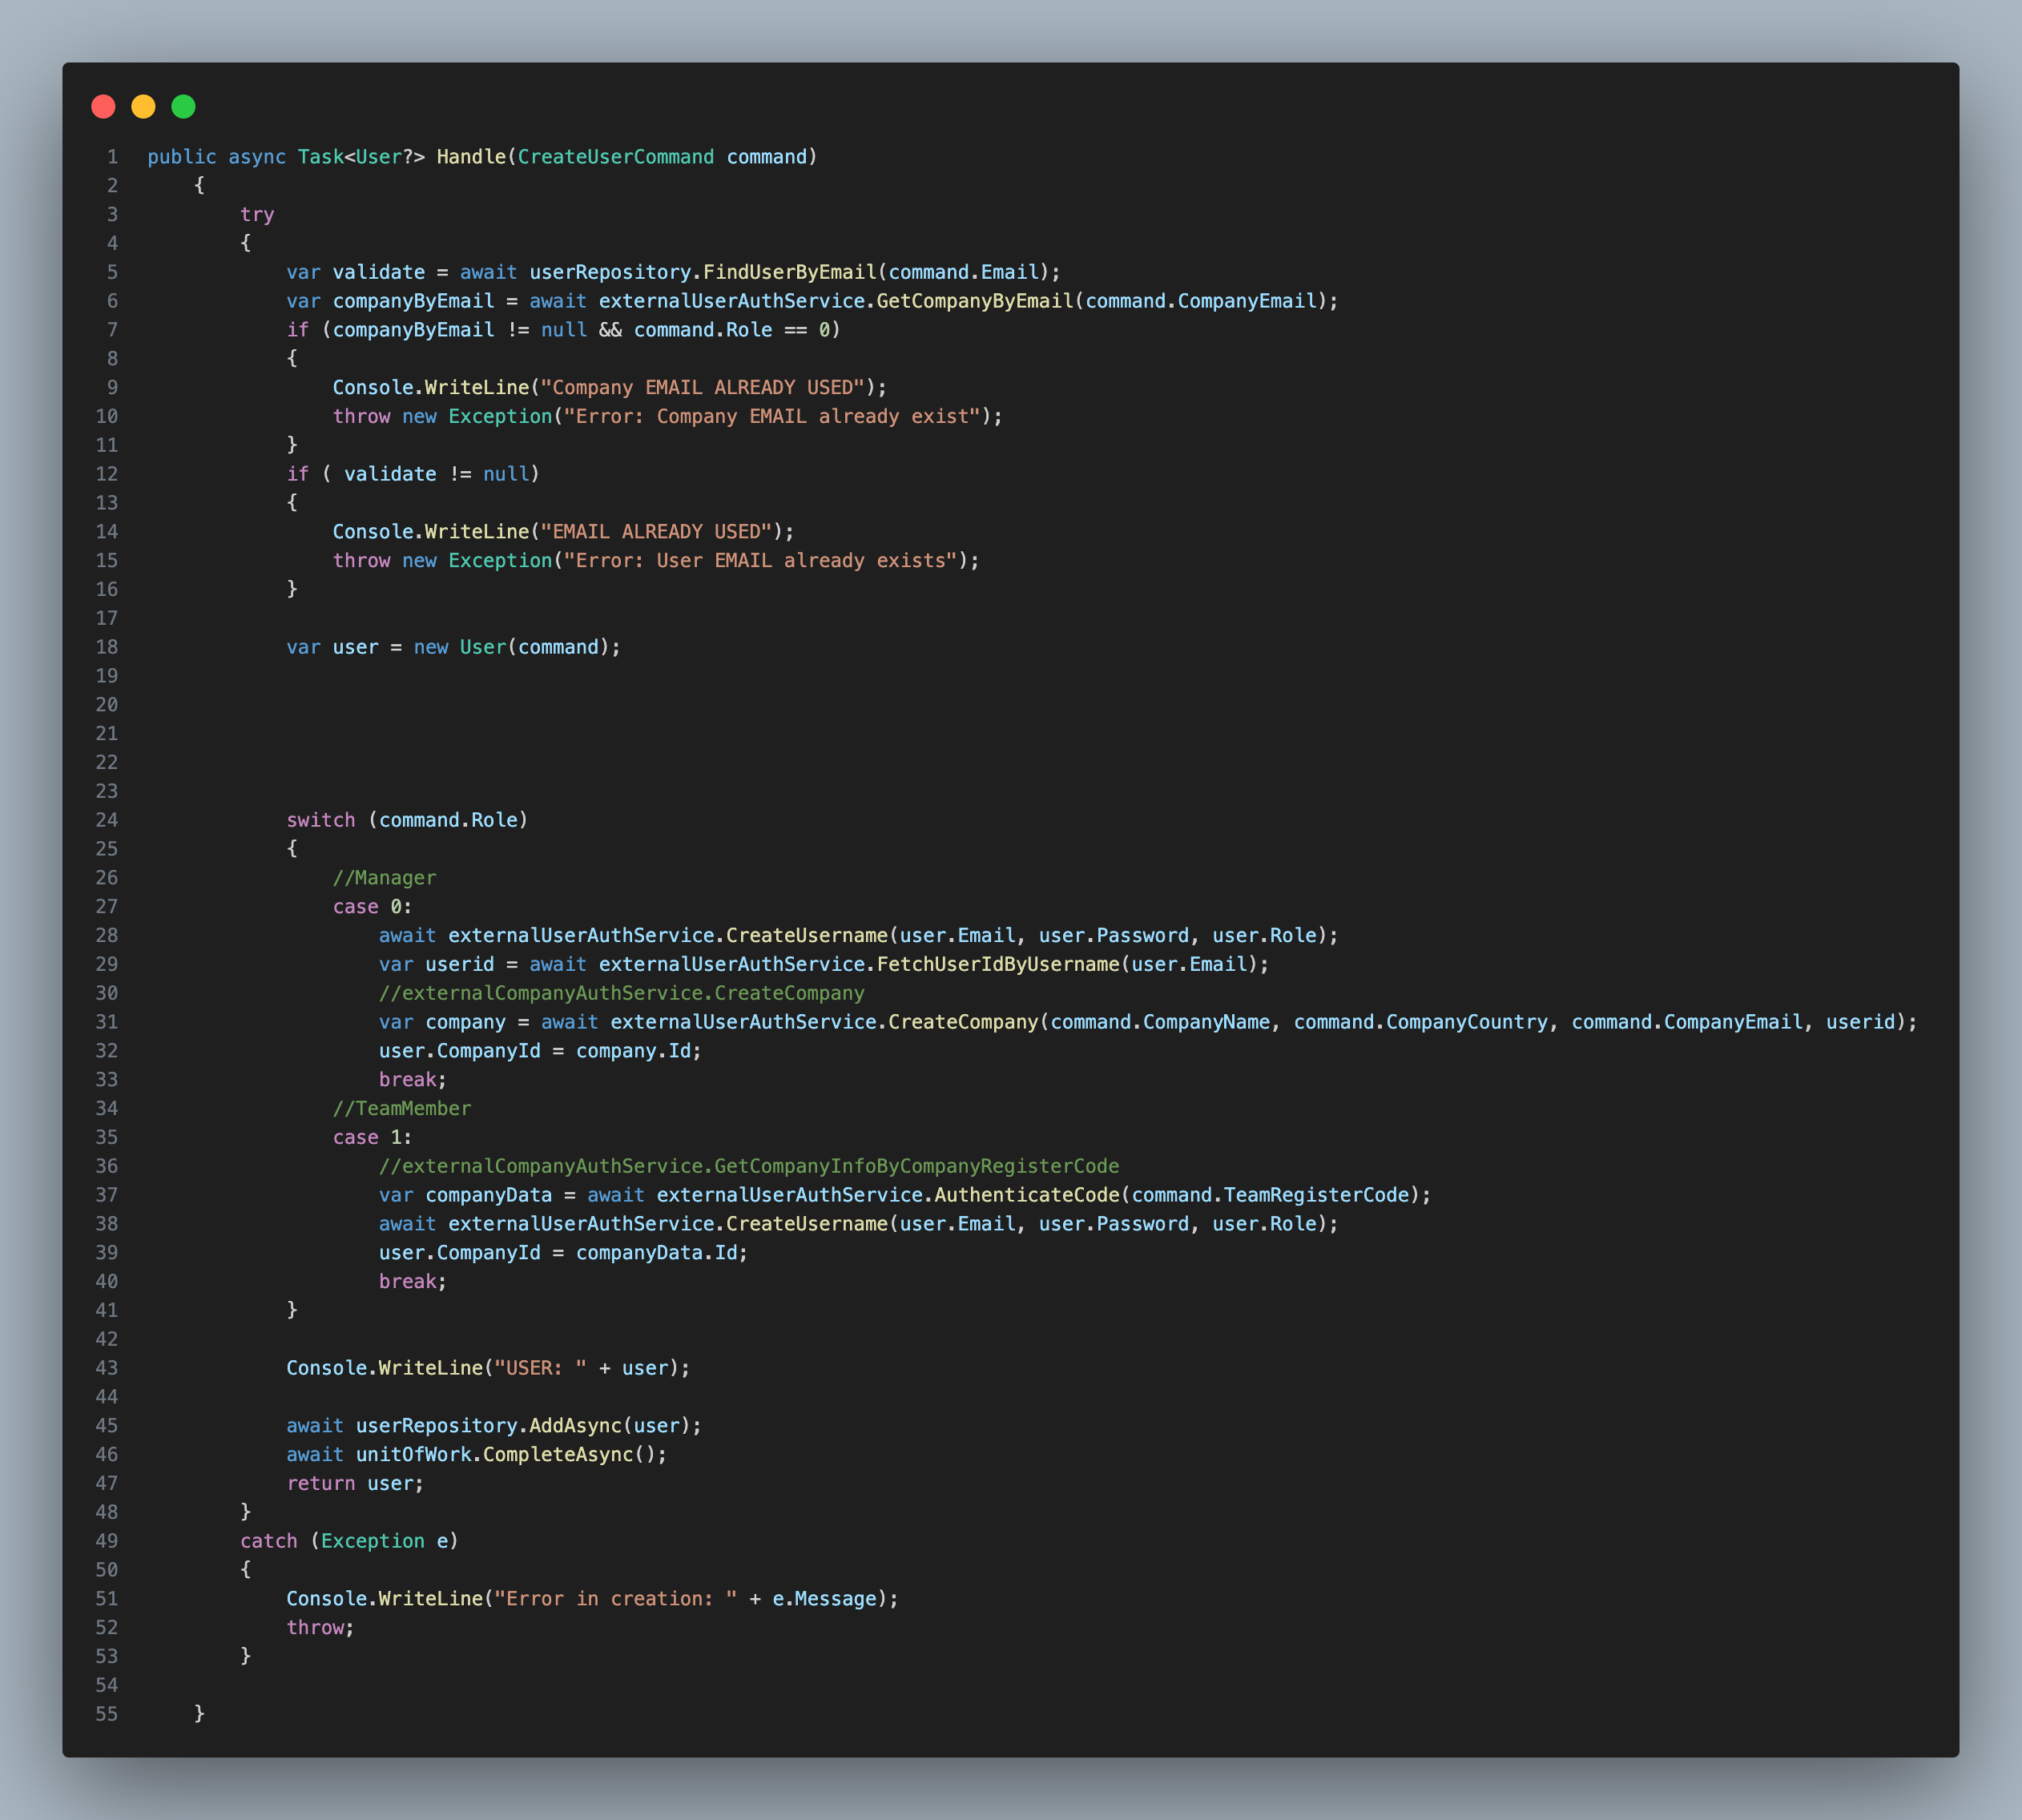 1 public async Task<User?> Handle(CreateUserCommand command)
2     {
3         try
4         {
5             var validate = await userRepository.FindUserByEmail(command.Email);
6             var companyByEmail = await externalUserAuthService.GetCompanyByEmail(command.CompanyEmail);
7             if (companyByEmail != null && command.Role == 0)
8             {
9                 Console.WriteLine("Company EMAIL ALREADY USED");
10                 throw new Exception("Error: Company EMAIL already exist");
11             }
12             if ( validate != null)
13             {
14                 Console.WriteLine("EMAIL ALREADY USED");
15                 throw new Exception("Error: User EMAIL already exists");
16             }
17
18             var user = new User(command);
19
20
21
22
23
24             switch (command.Role)
25             {
26                 //Manager
27                 case 0:
28                     await externalUserAuthService.CreateUsername(user.Email, user.Password, user.Role);
29                     var userid = await externalUserAuthService.FetchUserIdByUsername(user.Email);
30                     //externalCompanyAuthService.CreateCompany
31                     var company = await externalUserAuthService.CreateCompany(command.CompanyName, command.CompanyCountry, command.CompanyEmail, userid);
32                     user.CompanyId = company.Id;
33                     break;
34                 //TeamMember
35                 case 1:
36                     //externalCompanyAuthService.GetCompanyInfoByCompanyRegisterCode
37                     var companyData = await externalUserAuthService.AuthenticateCode(command.TeamRegisterCode);
38                     await externalUserAuthService.CreateUsername(user.Email, user.Password, user.Role);
39                     user.CompanyId = companyData.Id;
40                     break;
41             }
42
43             Console.WriteLine("USER: " + user);
44
45             await userRepository.AddAsync(user);
46             await unitOfWork.CompleteAsync();
47             return user;
48         }
49         catch (Exception e)
50         {
51             Console.WriteLine("Error in creation: " + e.Message);
52             throw;
53         }
54
55     }